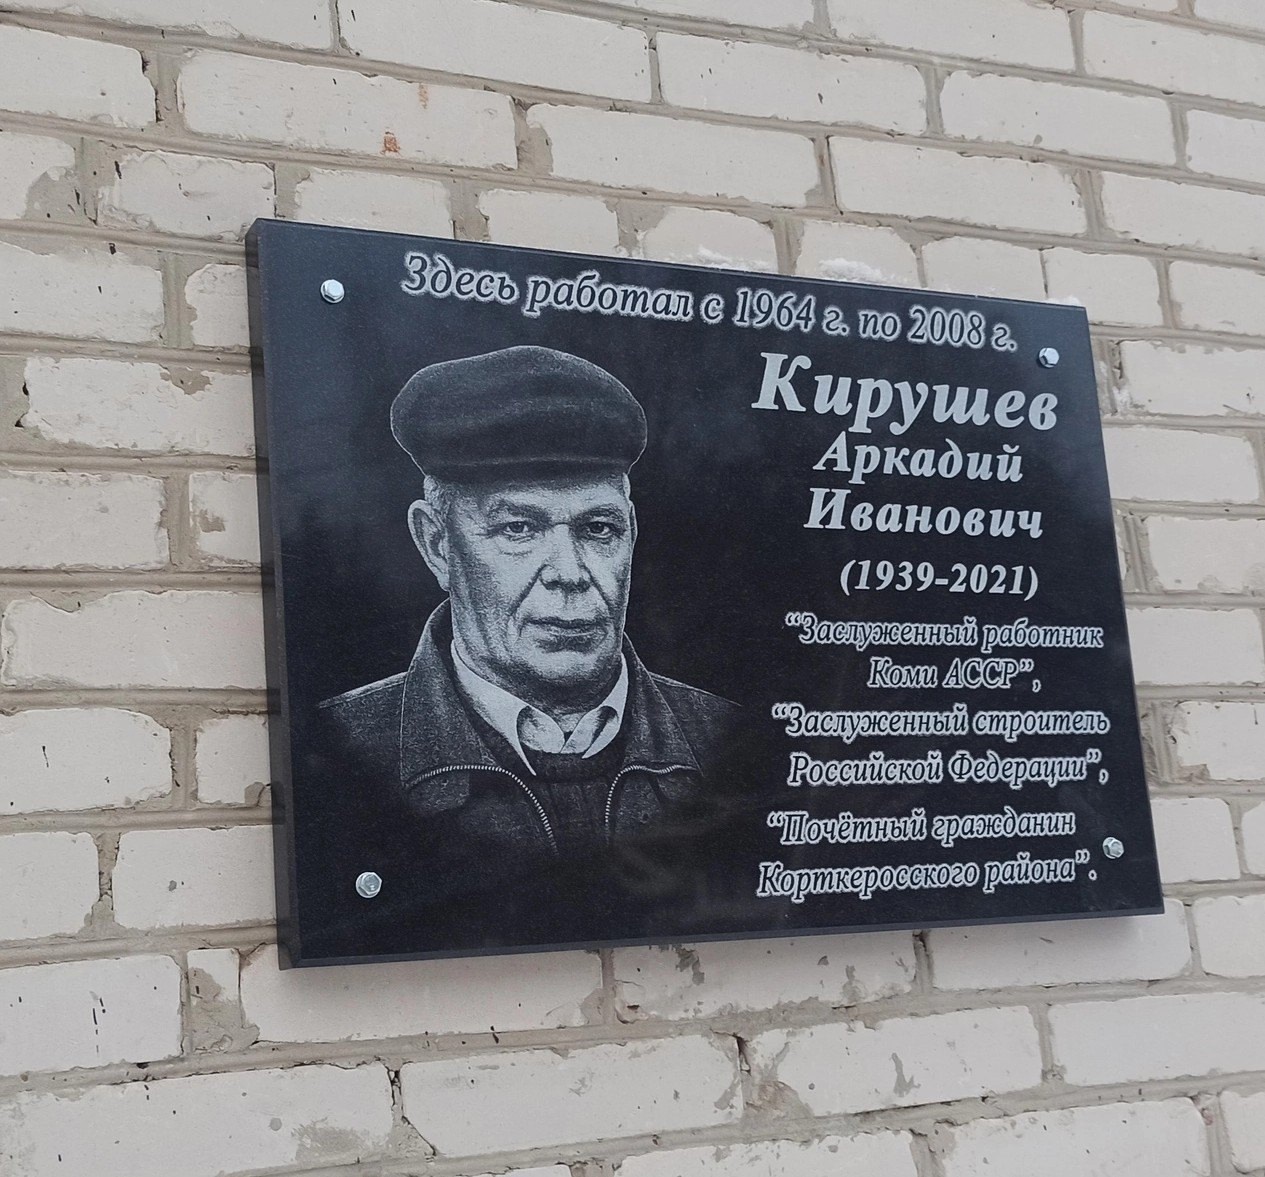 Здесь работал с 1964 г. по 2008 г.
Кирушев
Аркадий
Иванович
(1939-2021)
“Заслуженный работник
Коми АССР”,
“Заслуженный строитель
Российской Федерации”,
“Почётный гражданин
Корткеросского района”.